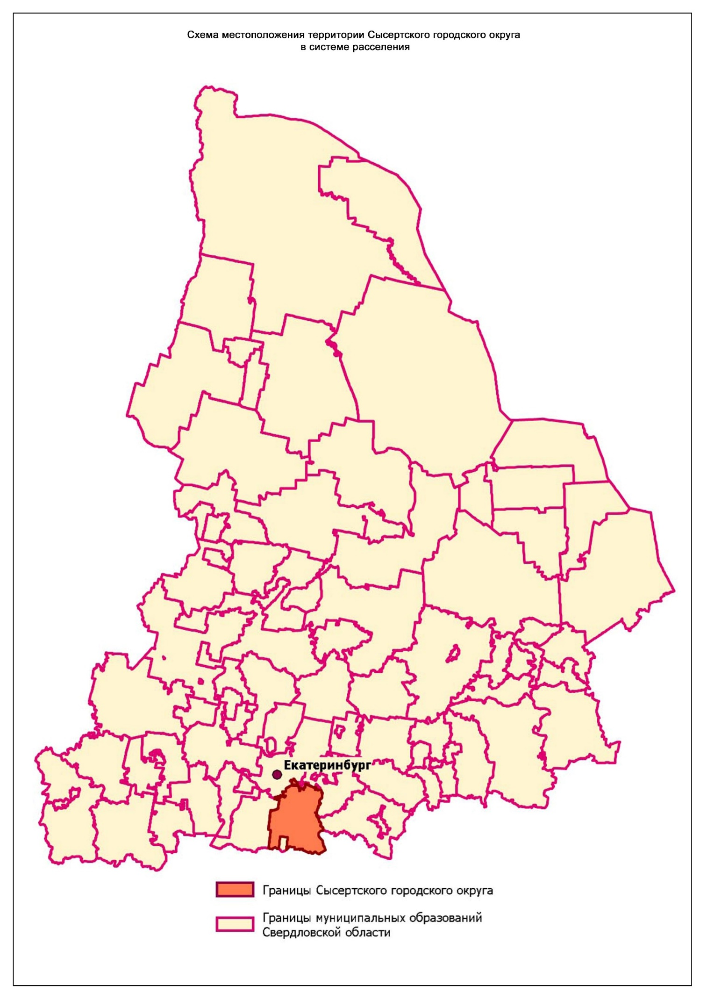 Схема местоположения территории Сысертского городского округа
в системе расселения
Екатеринбург
Границы Сысертского городского округа
Границы муниципальных образований
Свердловской области